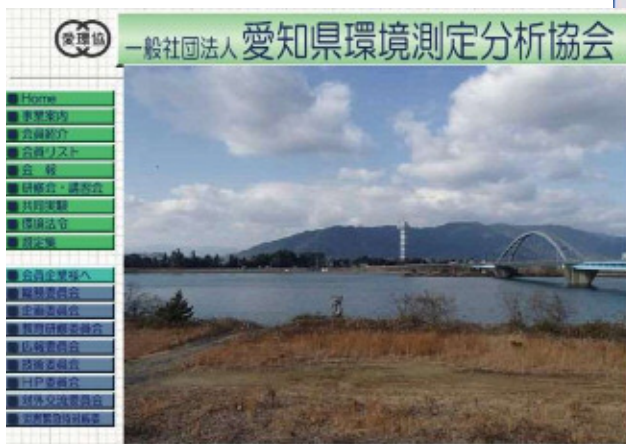 愛環協
一般社団法人 愛知県環境測定分析協会
Home
事業案内
会員紹介
会員リスト
会 報
研修会・講習会
共同実験
環境法令
規定集
会員企業様へ
総務委員会
企画委員会
教育研修委員会
広報委員会
技術委員会
HP委員会
対外交流委員会